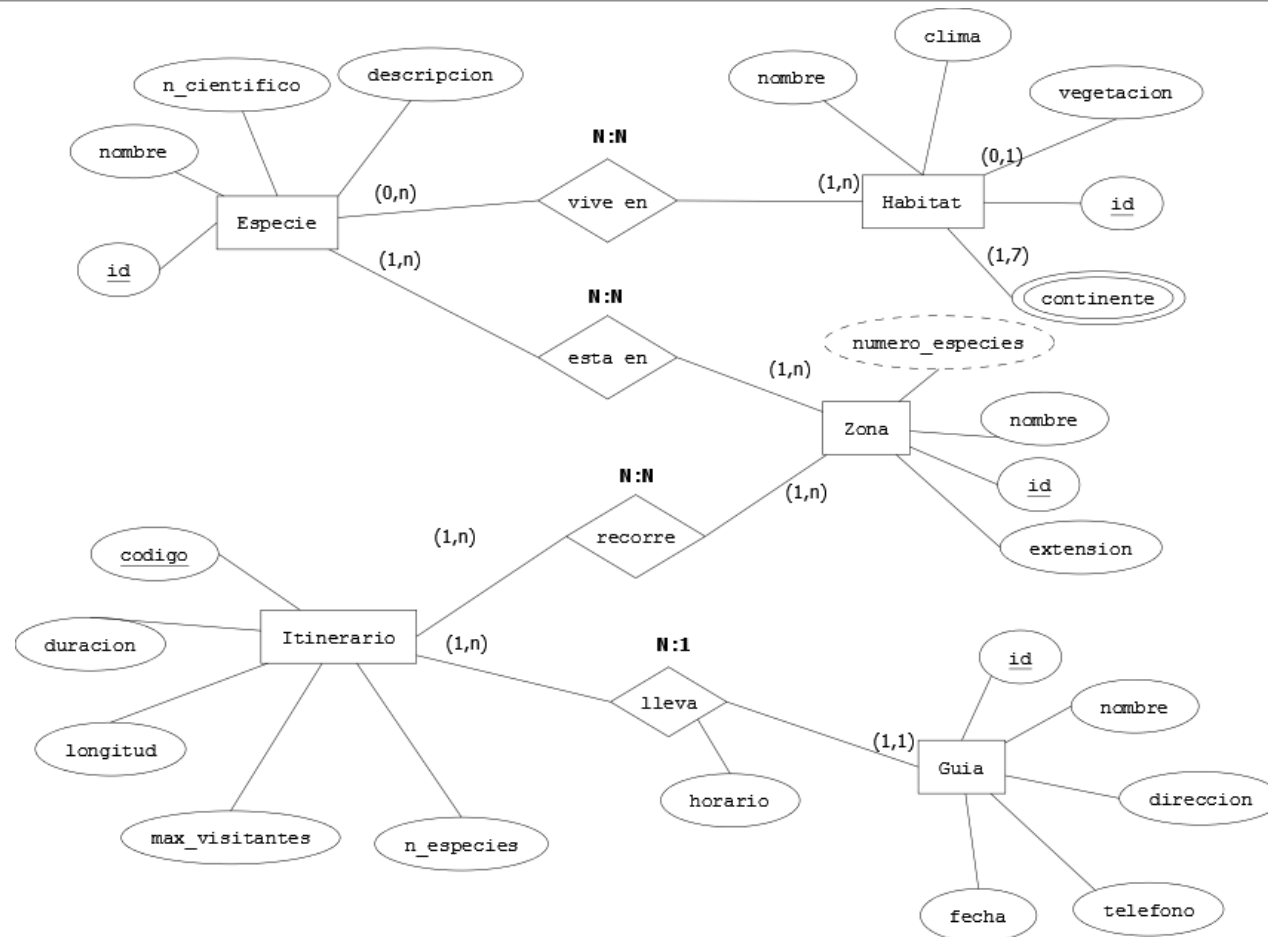 clima
n_cientifico
descripcion
nombre
vegetacion
nombre
N:N
(0,1)
(0,n)
vive en
(1,n)
Habitat
id
Especie
(1,n)
(1,7)
id
continente
N:N
numero_especies
esta en
(1,n)
nombre
Zona
N:N
id
(1,n)
(1,n)
recorre
codigo
extension
Itinerario
(1,n)
N:1
duracion
id
lleva
nombre
longitud
(1,1)
Guia
horario
direccion
max_visitantes
n_especies
fecha
telefono